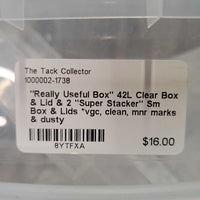 The Tack Collector
1000002-1738
"Really Useful Box" 42L Clear Box
& Lid & 2 "Super Stacker" Sm
Box & Lids *vgc, clean, mnr marks
& dusty
$16.00
8YTFXA